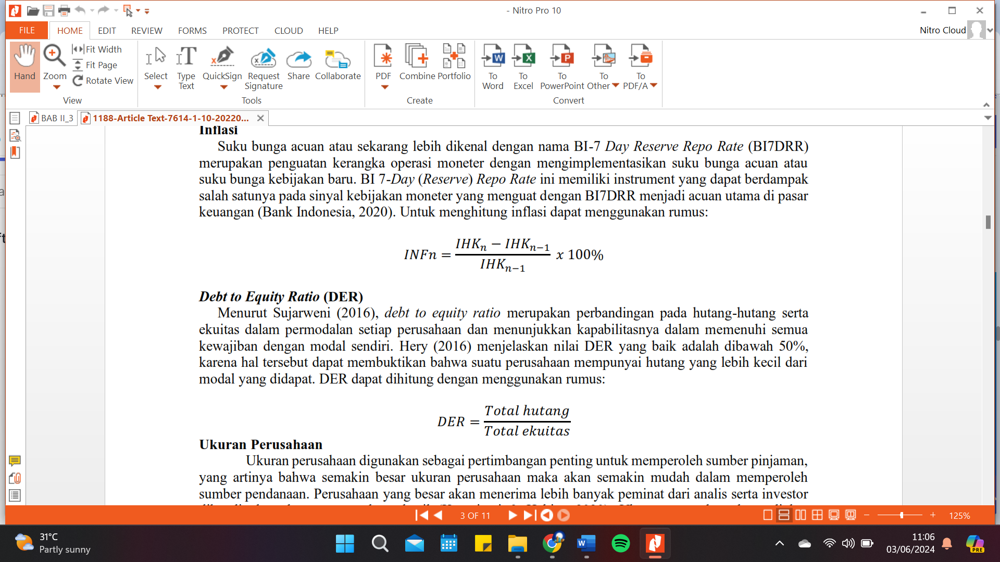 - Nitro Pro 10
FILE HOME EDIT REVIEW FORMS PROTECT CLOUD HELP Nitro Cloud
Hand
Zoom
Fit Width
Fit Page
Rotate View
View
Select
Type Text
QuickSign
Request Signature
Share
Collaborate
Tools
PDF
Combine
Portfolio
Create
To Word
To Excel
To PowerPoint
To Other
To PDF/A
Convert
BAB II_3
1188-Article Text-7614-1-10-20220...
Inflasi
Suku bunga acuan atau sekarang lebih dikenal dengan nama BI-7 Day Reserve Repo Rate (BI7DRR)
merupakan penguatan kerangka operasi moneter dengan mengimplementasikan suku bunga acuan atau
suku bunga kebijakan baru. BI 7-Day (Reserve) Repo Rate ini memiliki instrument yang dapat berdampak
salah satunya pada sinyal kebijakan moneter yang menguat dengan BI7DRR menjadi acuan utama di pasar
keuangan (Bank Indonesia, 2020). Untuk menghitung inflasi dapat menggunakan rumus:
INFn = (IHKn − IHKn−1) / IHKn−1 x 100%
Debt to Equity Ratio (DER)
Menurut Sujarweni (2016), debt to equity ratio merupakan perbandingan pada hutang-hutang serta
ekuitas dalam permodalan setiap perusahaan dan menunjukkan kapabilitasnya dalam memenuhi semua
kewajiban dengan modal sendiri. Hery (2016) menjelaskan nilai DER yang baik adalah dibawah 50%,
karena hal tersebut dapat membuktikan bahwa suatu perusahaan mempunyai hutang yang lebih kecil dari
modal yang didapat. DER dapat dihitung dengan menggunakan rumus:
DER = Total hutang / Total ekuitas
Ukuran Perusahaan
Ukuran perusahaan digunakan sebagai pertimbangan penting untuk memperoleh sumber pinjaman,
yang artinya bahwa semakin besar ukuran perusahaan maka akan semakin mudah dalam memperoleh
sumber pendanaan. Perusahaan yang besar akan menerima lebih banyak peminat dari analis serta investor
3 OF 11
125%
31°C
Partly sunny
11:06
03/06/2024
PRE